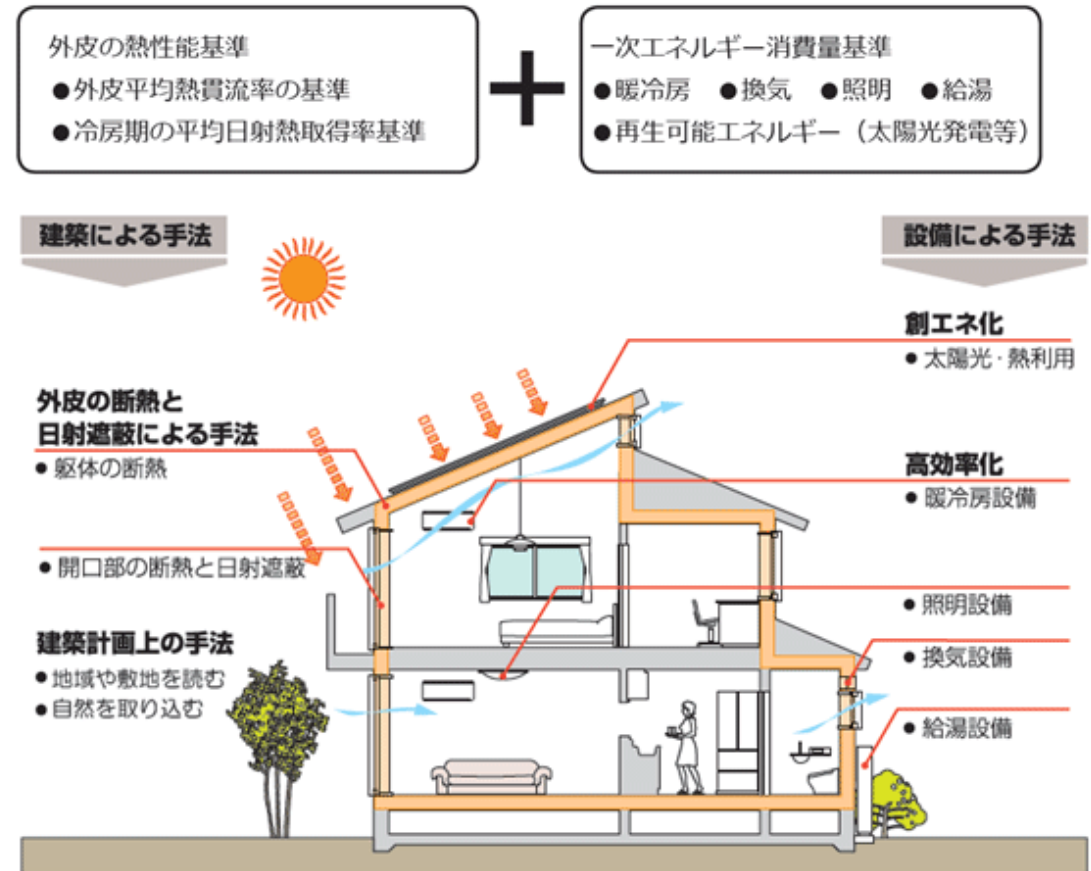 外皮の熱性能基準
●外皮平均熱貫流率の基準
●冷房期の平均日射熱取得率基準
+
一次エネルギー消費量基準
●暖冷房 ●換気 ●照明 ●給湯
●再生可能エネルギー（太陽光発電等）
建築による手法
外皮の断熱と
日射遮蔽による手法
●躯体の断熱
●開口部の断熱と日射遮蔽
建築計画上の手法
●地域や敷地を読む
●自然を取り込む
設備による手法
創エネ化
●太陽光・熱利用
高効率化
●暖冷房設備
●照明設備
●換気設備
●給湯設備